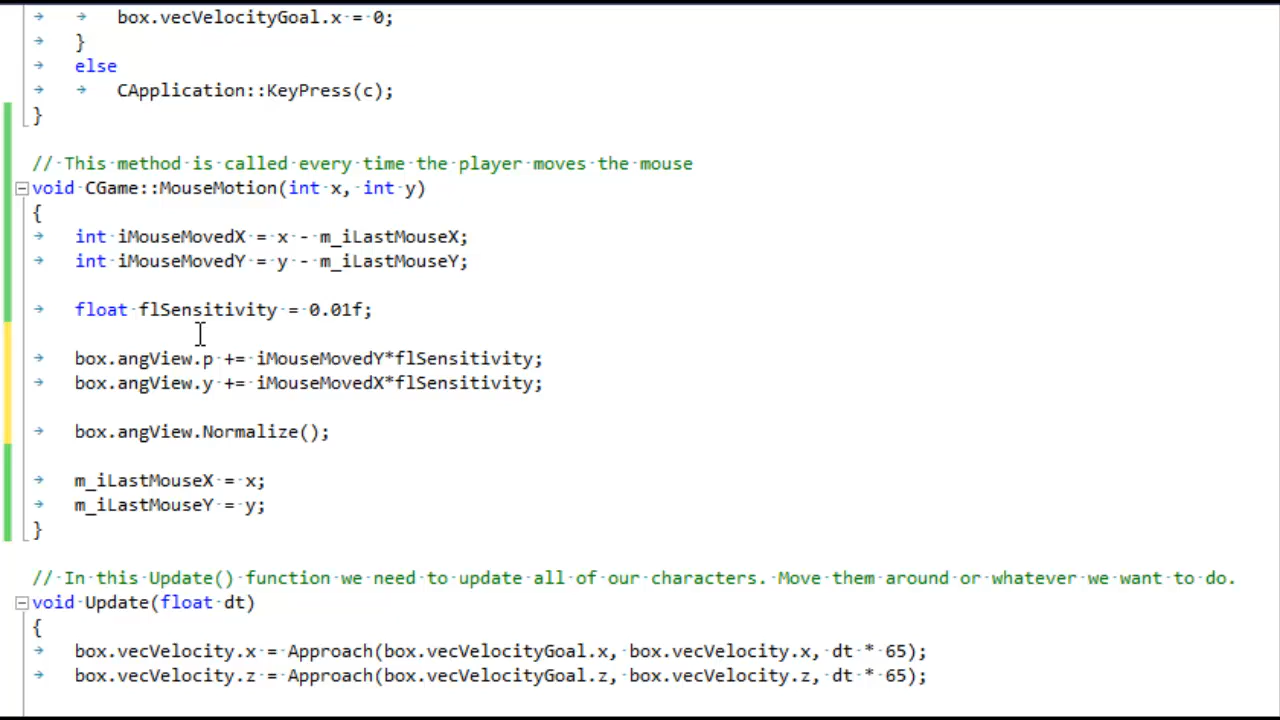 box.vecVelocityGoal.x = 0;
}
else
CApplication::KeyPress(c);
}
// This method is called every time the player moves the mouse
void CGame::MouseMotion(int x, int y)
{
int iMouseMovedX = x - m_iLastMouseX;
int iMouseMovedY = y - m_iLastMouseY;
float flSensitivity = 0.01f;
box.angView.p += iMouseMovedY*flSensitivity;
box.angView.y += iMouseMovedX*flSensitivity;
box.angView.Normalize();
m_iLastMouseX = x;
m_iLastMouseY = y;
}
// In this Update() function we need to update all of our characters. Move them around or whatever we want to do.
void Update(float dt)
{
box.vecVelocity.x = Approach(box.vecVelocityGoal.x, box.vecVelocity.x, dt * 65);
box.vecVelocity.z = Approach(box.vecVelocityGoal.z, box.vecVelocity.z, dt * 65);